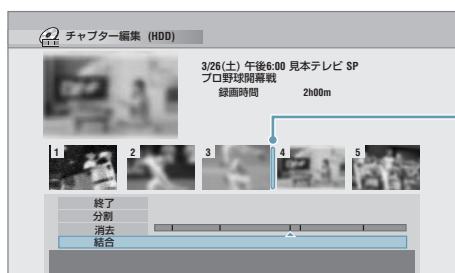 チャプター編集 (HDD)
3/26(土) 午後6:00 見本テレビ SP
プロ野球開幕戦
録画時間 2h00m
1 2 3 4 5
終了
分割
消去
結合